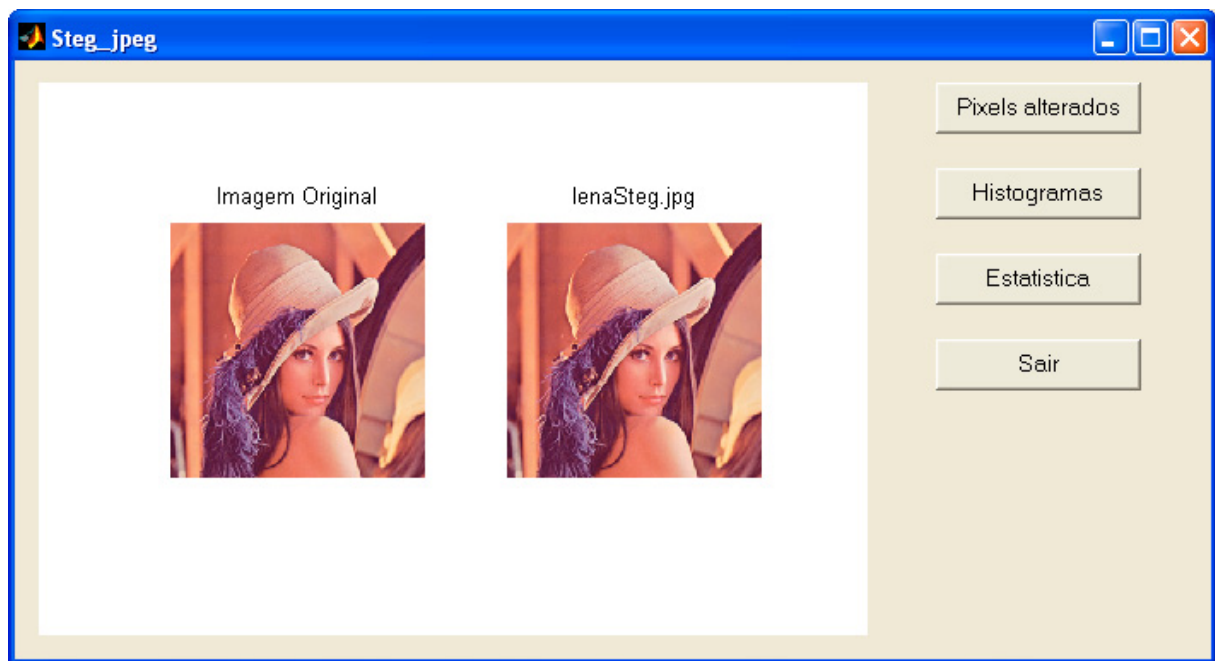 Steg_jpeg
Imagem Original
lenaSteg.jpg
Pixels alterados
Histogramas
Estatistica
Sair